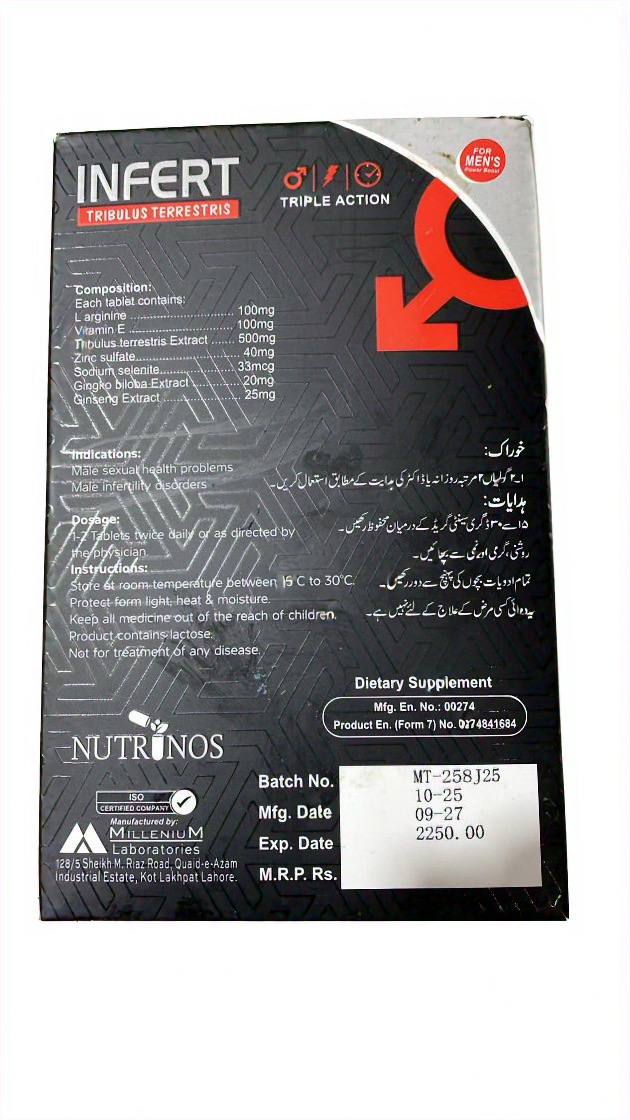 INFERT
TRIBULUS TERRESTRIS
TRIPLE ACTION
FOR
MEN'S
Power Boost
Composition:
Each tablet contains:
L arginine ........ 100mg
Vitamin E ........ 100mg
Tribulus terrestris Extract ...... 500mg
Zinc sulfate........ 40mg
Sodium selenite........ 33mcg
Gingko biloba Extract ........ 20mg
Ginseng Extract ........ 25mg
Indications:
Male sexual health problems
Male infertility disorders
Dosage:
1-2 Tablets twice daily or as directed by
the physician.
Instructions:
Store at room temperature between 15 C to 30°C.
Protect form light, heat & moisture.
Keep all medicine out of the reach of children.
Product contains lactose.
Not for treatment of any disease.
خوراک:
۱۔۲ گولیاں ۲ مرتبہ روزانہ یا ڈاکٹر کی ہدایت کے مطابق استعمال کریں۔
ہدایات:
۱۵ سے ۳۰ ڈگری سینٹی گریڈ کے درمیان محفوظ رکھیں۔
روشنی، گرمی اور نمی سے بچائیں۔
تمام ادویات بچوں کی پہنچ سے دور رکھیں۔
یہ دوائی کسی مرض کے علاج کے لئے نہیں ہے۔
Dietary Supplement
Mfg. En. No.: 00274
Product En. (Form 7) No. 0274841684
NUTRINOS
ISO
CERTIFIED COMPANY
Manufactured by:
MILLENIUM
Laboratories
128/5 Sheikh M. Riaz Road, Quaid-e-Azam
Industrial Estate, Kot Lakhpat Lahore.
Batch No. MT-258J25
Mfg. Date 10-25
Exp. Date 09-27
M.R.P. Rs. 2250.00